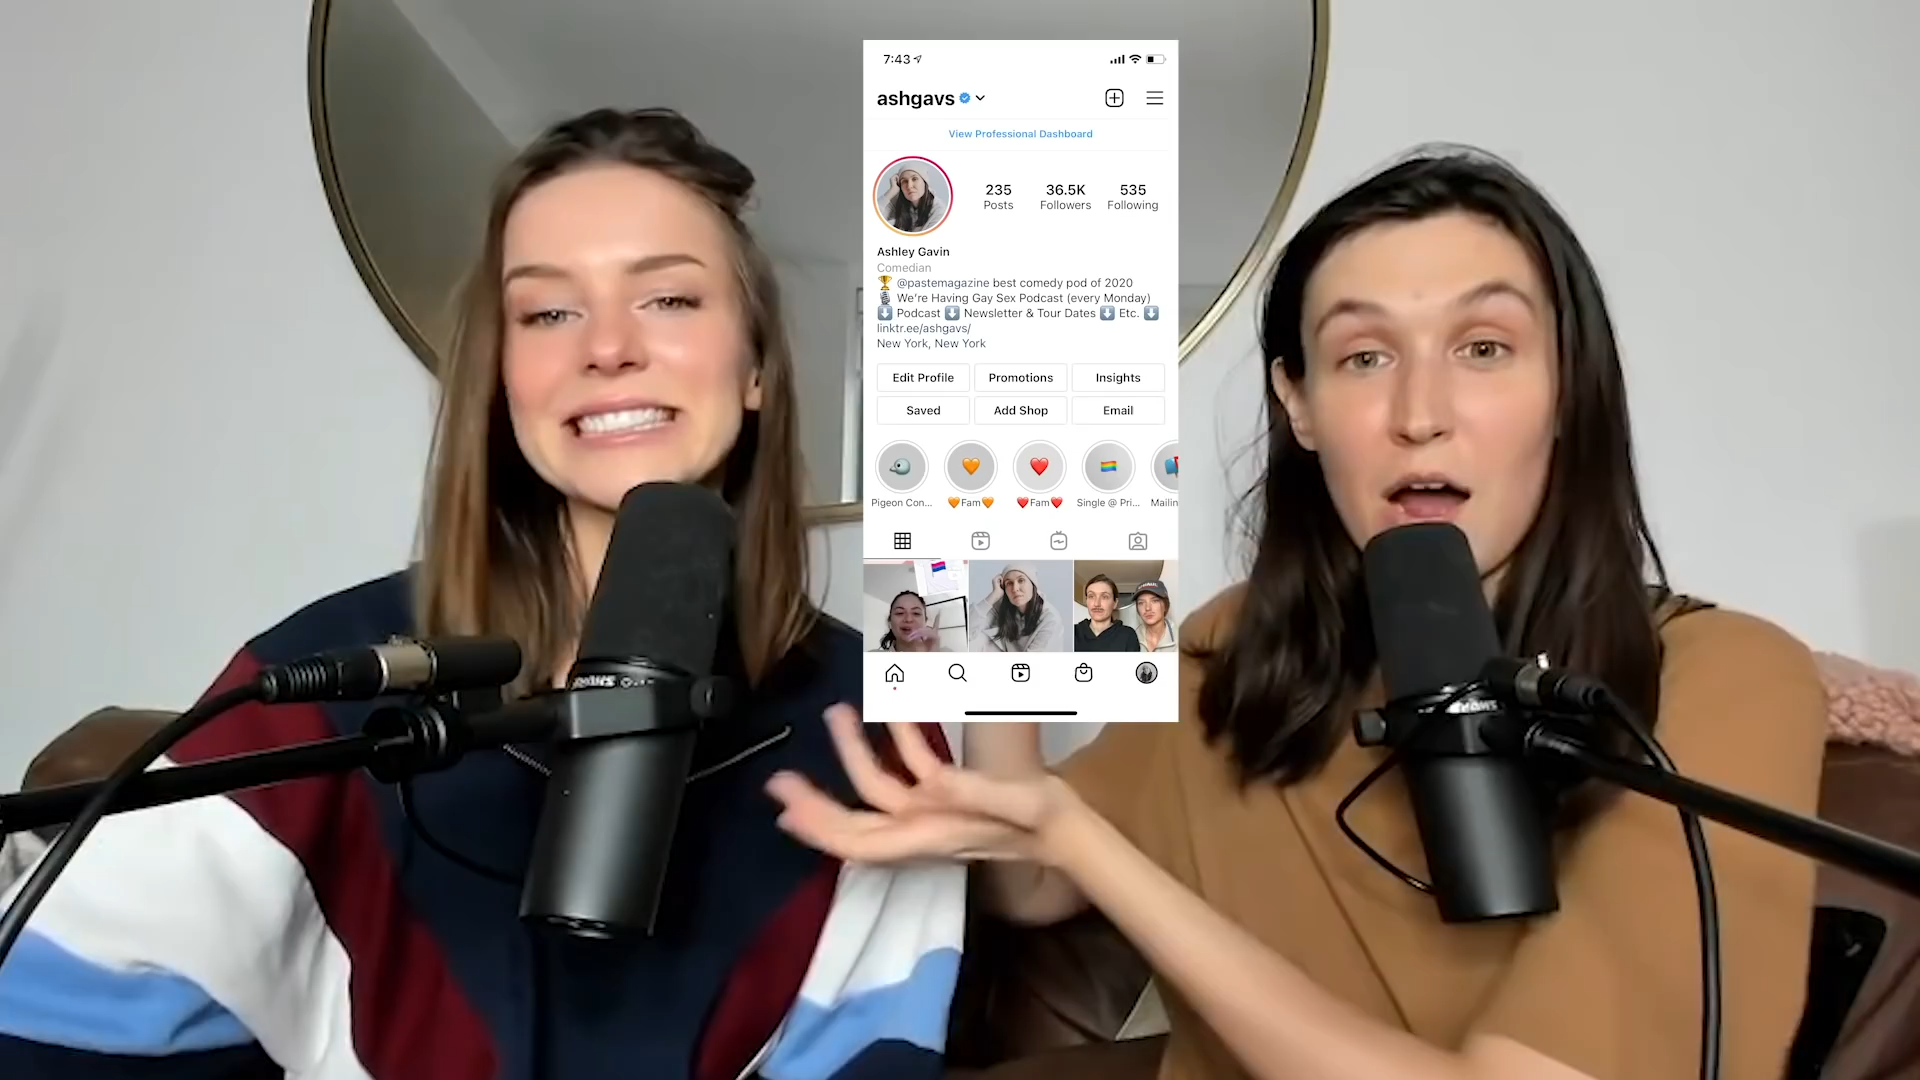 7:43
ashgavs
View Professional Dashboard
235 36.5K 535
Posts Followers Following
Ashley Gavin
Comedian
@pastemagazine best comedy pod of 2020
We're Having Gay Sex Podcast (every Monday)
Podcast Newsletter & Tour Dates Etc.
linktr.ee/ashgavs/
New York, New York
Edit Profile Promotions Insights
Saved Add Shop Email
Pigeon Con... 🧡Fam🧡 ❤️Fam❤️ Single @ Pri... Mailin
SHURE
SHURE